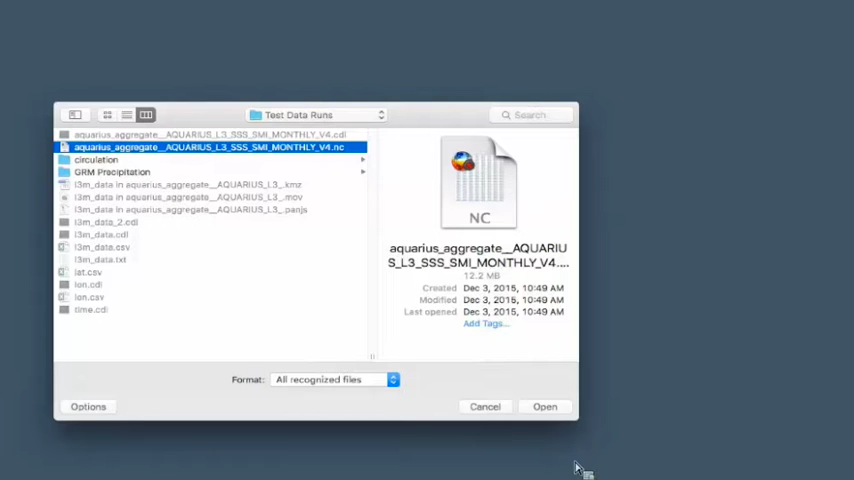 Test Data Runs
Search
aquarius_aggregate__AQUARIUS_L3_SSS_SMI_MONTHLY_V4.cdl
aquarius_aggregate__AQUARIUS_L3_SSS_SMI_MONTHLY_V4.nc
circulation
GRM Precipitation
l3m_data in aquarius_aggregate__AQUARIUS_L3_.kmz
l3m_data in aquarius_aggregate__AQUARIUS_L3_.mov
l3m_data in aquarius_aggregate__AQUARIUS_L3_.panjs
l3m_data_2.cdl
l3m_data.cdl
l3m_data.csv
l3m_data.txt
lat.csv
lon.cdl
lon.csv
time.cdl
NC
aquarius_aggregate__AQUARIU
S_L3_SSS_SMI_MONTHLY_V4....
12.2 MB
Created Dec 3, 2015, 10:49 AM
Modified Dec 3, 2015, 10:49 AM
Last opened Dec 3, 2015, 10:49 AM
Add Tags...
Format: All recognized files
Options
Cancel
Open